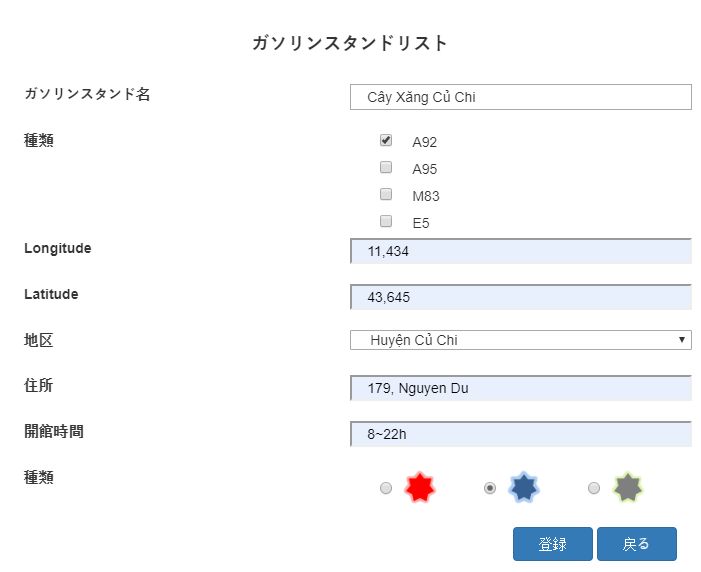 ガソリンスタンドリスト
ガソリンスタンド名 Cây Xăng Củ Chi
種類 A92
A95
M83
E5
Longitude 11,434
Latitude 43,645
地区 Huyện Củ Chi
住所 179, Nguyen Du
開館時間 8~22h
種類
登録 戻る